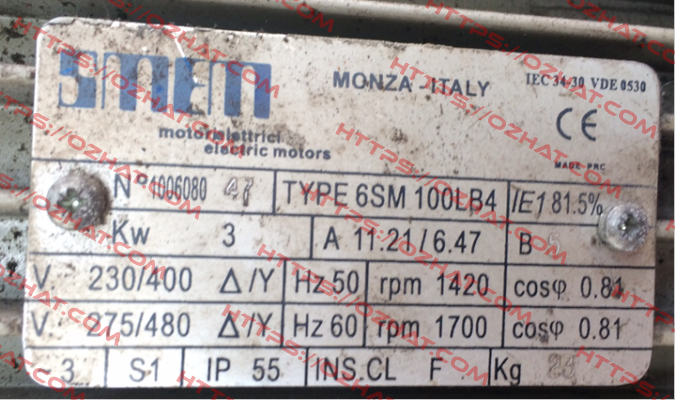 smem
MONZA - ITALY
IEC 34-30 VDE 0530
motori elettrici
electric motors
CE
MADE PRC
N° 1006080 47 TYPE 6SM 100LB4 IE1 81.5%
Kw 3 A 11.21/6.47 B
V 230/400 Δ/Y Hz 50 rpm 1420 cosφ 0.81
V 275/480 Δ/Y Hz 60 rpm 1700 cosφ 0.81
3 S1 IP 55 INS.CL F Kg
HTTPS://OZHAT.COM